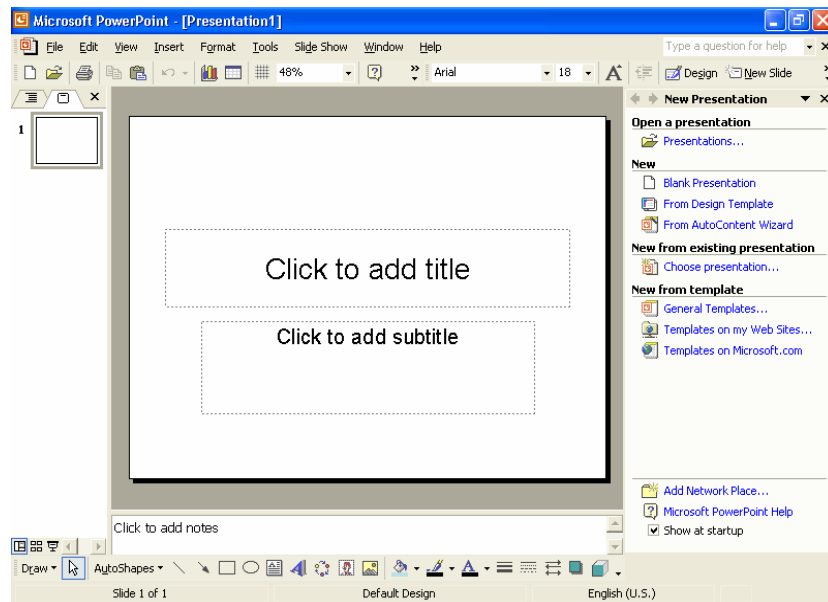 Microsoft PowerPoint - [Presentation1]
File Edit View Insert Format Tools Slide Show Window Help Type a question for help
48% Arial 18 A Design New Slide
New Presentation
1
Open a presentation
Presentations...
New
Blank Presentation
From Design Template
From AutoContent Wizard
New from existing presentation
Choose presentation...
New from template
General Templates...
Templates on my Web Sites...
Templates on Microsoft.com
Click to add title
Click to add subtitle
Add Network Place...
Microsoft PowerPoint Help
Show at startup
Click to add notes
Draw AutoShapes A A
Slide 1 of 1 Default Design English (U.S.)